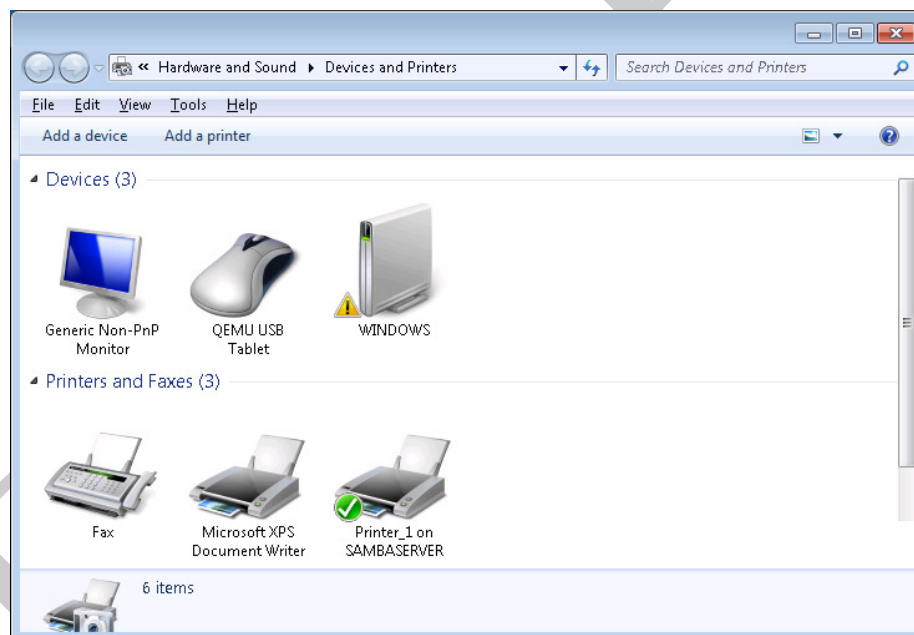 « Hardware and Sound ▸ Devices and Printers
Search Devices and Printers
File Edit View Tools Help
Add a device Add a printer
Devices (3)
Generic Non-PnP
Monitor
QEMU USB
Tablet
WINDOWS
Printers and Faxes (3)
Fax
Microsoft XPS
Document Writer
Printer_1 on
SAMBASERVER
6 items